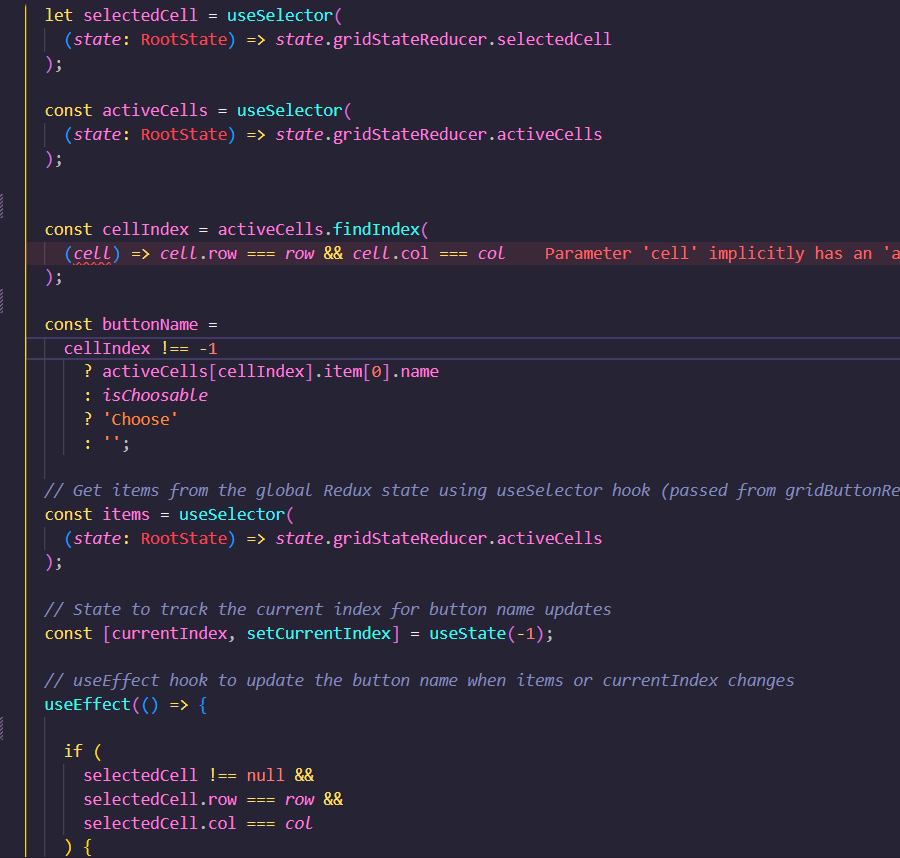 let selectedCell = useSelector(
(state: RootState) => state.gridStateReducer.selectedCell
);
const activeCells = useSelector(
(state: RootState) => state.gridStateReducer.activeCells
);
const cellIndex = activeCells.findIndex(
(cell) => cell.row === row && cell.col === col Parameter 'cell' implicitly has an 'a
);
const buttonName =
cellIndex !== -1
? activeCells[cellIndex].item[0].name
: isChoosable
? 'Choose'
: '';
// Get items from the global Redux state using useSelector hook (passed from gridButtonRe
const items = useSelector(
(state: RootState) => state.gridStateReducer.activeCells
);
// State to track the current index for button name updates
const [currentIndex, setCurrentIndex] = useState(-1);
// useEffect hook to update the button name when items or currentIndex changes
useEffect(() => {
if (
selectedCell !== null &&
selectedCell.row === row &&
selectedCell.col === col
) {